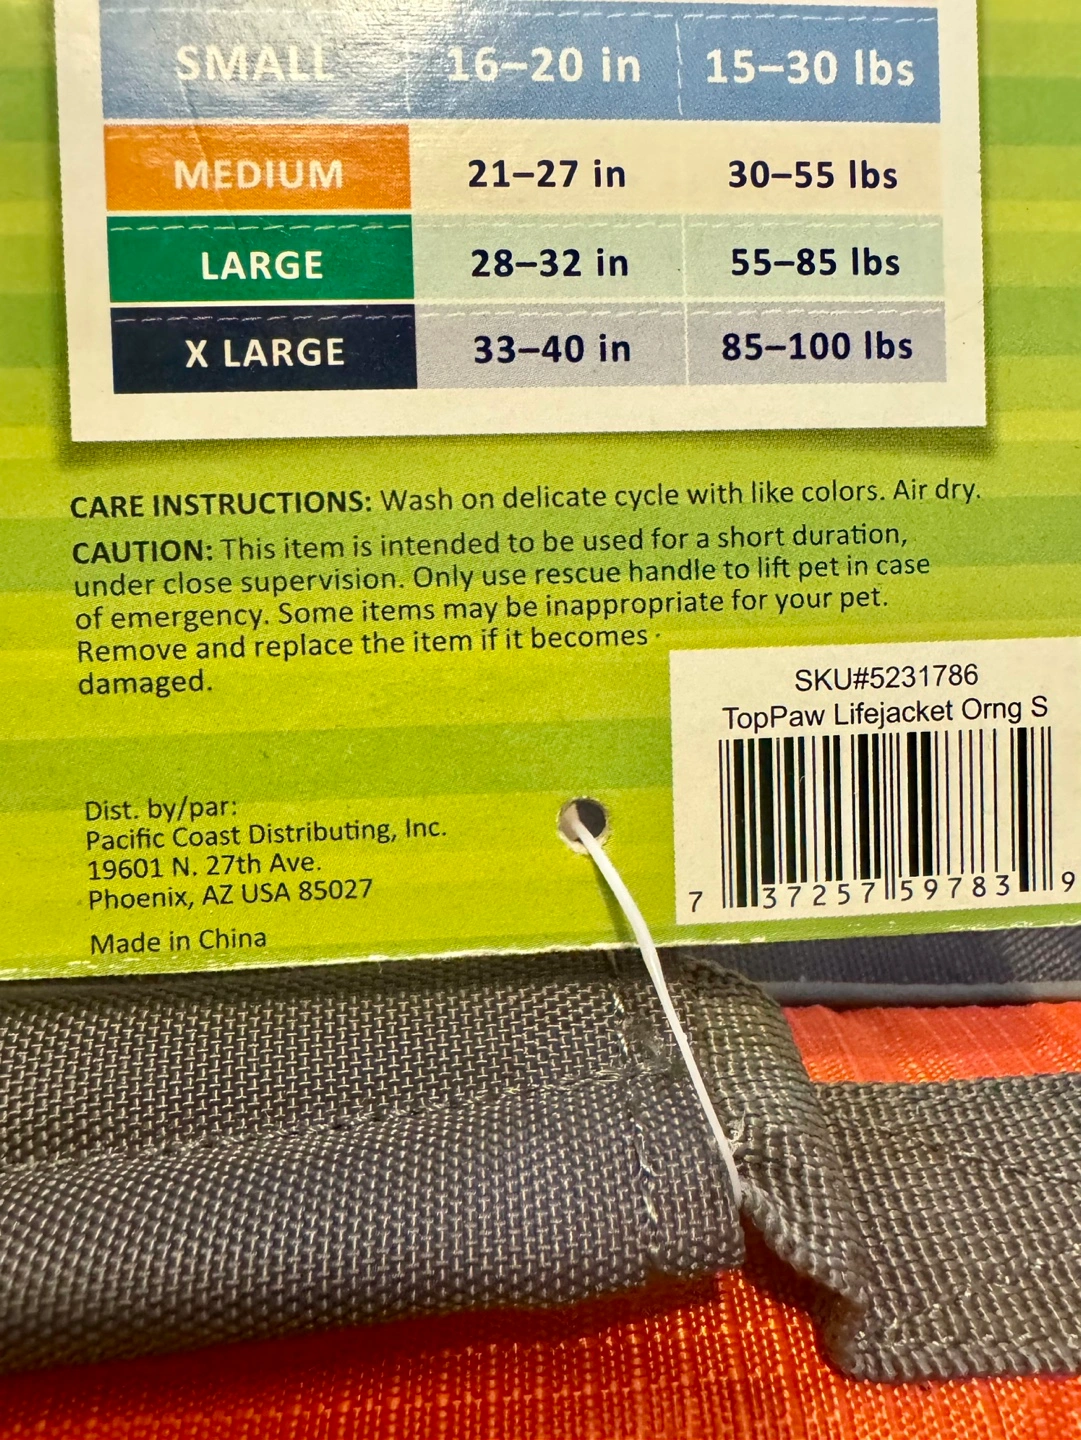 SMALL 16–20 in 15–30 lbs
MEDIUM 21–27 in 30–55 lbs
LARGE 28–32 in 55–85 lbs
X LARGE 33–40 in 85–100 lbs
CARE INSTRUCTIONS: Wash on delicate cycle with like colors. Air dry.
CAUTION: This item is intended to be used for a short duration,
under close supervision. Only use rescue handle to lift pet in case
of emergency. Some items may be inappropriate for your pet.
Remove and replace the item if it becomes
damaged.
SKU#5231786
TopPaw Lifejacket Orng S
7 37257 59783 9
Dist. by/par:
Pacific Coast Distributing, Inc.
19601 N. 27th Ave.
Phoenix, AZ USA 85027
Made in China